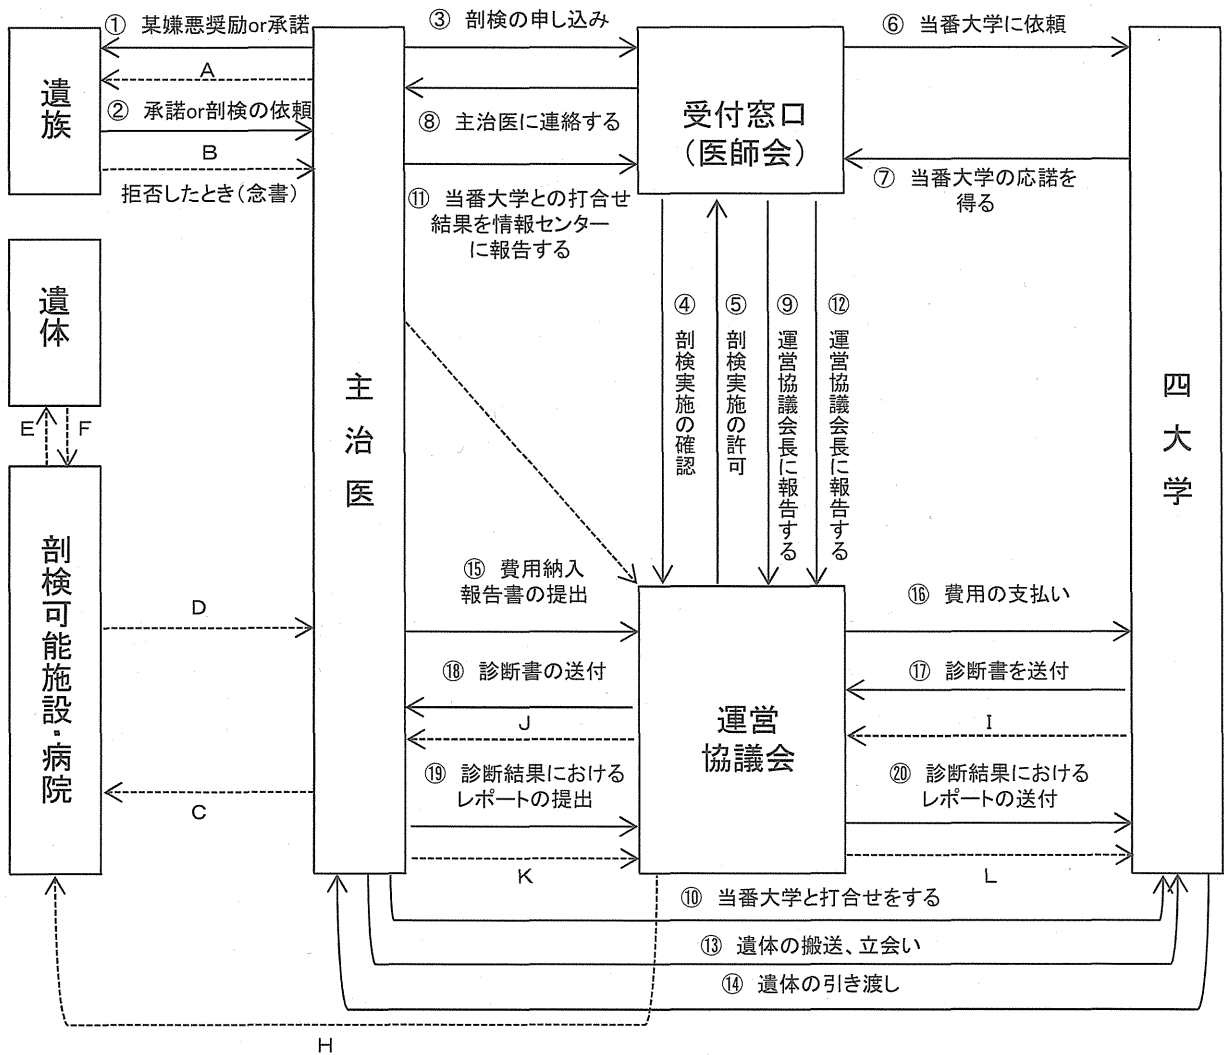 ① 某嫌悪奨励or承諾
A
② 承諾or剖検の依頼
B
拒否したとき(念書)
遺族
遺体
E
F
剖検可能施設・病院
D
C
主治医
③ 剖検の申し込み
⑧ 主治医に連絡する
⑪ 当番大学との打合せ
結果を情報センター
に報告する
受付窓口
(医師会)
⑥ 当番大学に依頼
⑦ 当番大学の応諾を
得る
④ 剖検実施の確認
⑤ 剖検実施の許可
⑨ 運営協議会長に報告する
⑫ 運営協議会長に報告する
四大学
⑮ 費用納入
報告書の提出
⑱ 診断書の送付
J
⑲ 診断結果における
レポートの提出
K
運営
協議会
⑯ 費用の支払い
⑰ 診断書を送付
I
⑳ 診断結果における
レポートの送付
L
⑩ 当番大学と打合せをする
⑬ 遺体の搬送、立会い
⑭ 遺体の引き渡し
H